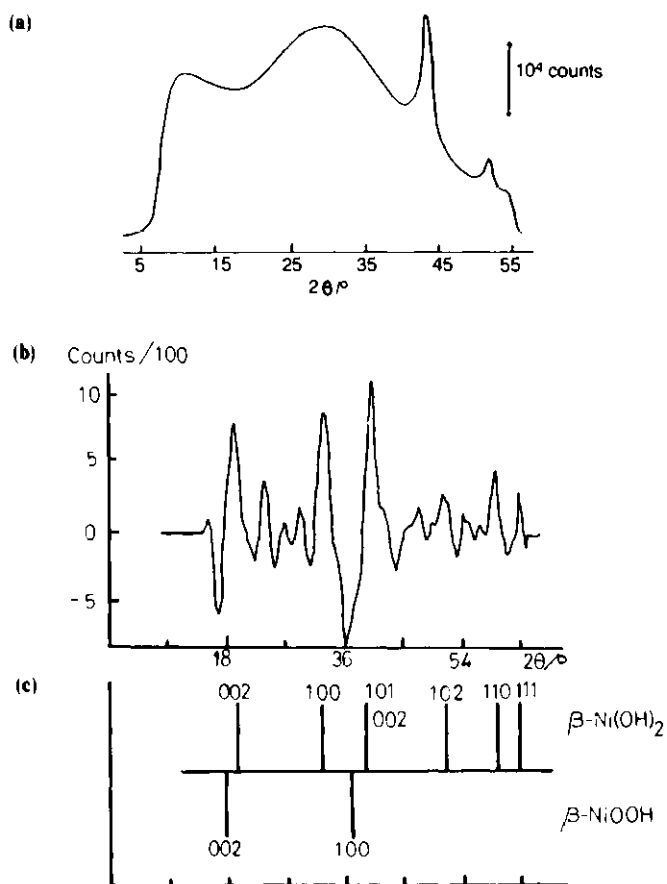 (a)
10⁴ counts
5 15 25 35 45 55
2θ/°
(b) Counts/100
10
5
0
-5
18 36 54 2θ/°
(c)
002 100 101 102 110 111
002
β-Ni(OH)₂
β-NiOOH
002 100